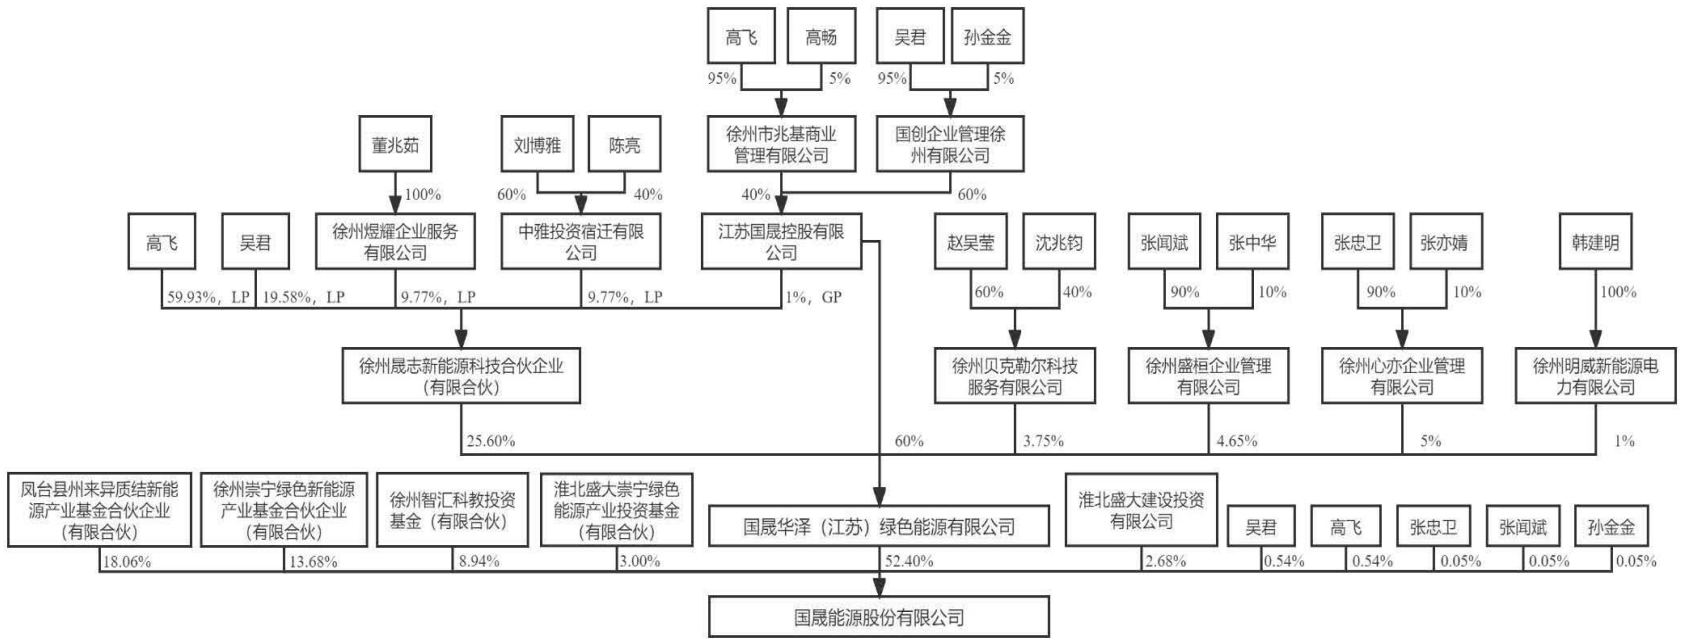 高飞
高畅
吴君
孙金金
95%
5%
95%
5%
董兆茹
刘博雅
陈亮
徐州市兆基商业
管理有限公司
国创企业管理徐
州有限公司
100%
60%
40%
40%
60%
高飞
吴君
徐州煜耀企业服务
有限公司
中雅投资宿迁有限
公司
江苏国晟控股有限
公司
赵吴莹
沈兆钧
张闻斌
张中华
张忠卫
张亦婧
韩建明
59.93%，LP
19.58%，LP
9.77%，LP
9.77%，LP
1%，GP
60%
40%
90%
10%
90%
10%
100%
徐州晟志新能源科技合伙企业
（有限合伙）
徐州贝克勒尔科技
服务有限公司
徐州盛桓企业管理
有限公司
徐州心亦企业管理
有限公司
徐州明威新能源电
力有限公司
25.60%
60%
3.75%
4.65%
5%
1%
凤台县州来异质结新能
源产业基金合伙企业
（有限合伙）
徐州崇宁绿色新能源
产业基金合伙企业
（有限合伙）
徐州智汇科教投资
基金（有限合伙）
淮北盛大崇宁绿色
能源产业投资基金
（有限合伙）
国晟华泽（江苏）绿色能源有限公司
淮北盛大建设投资
有限公司
吴君
高飞
张忠卫
张闻斌
孙金金
18.06%
13.68%
8.94%
3.00%
52.40%
2.68%
0.54%
0.54%
0.05%
0.05%
0.05%
国晟能源股份有限公司